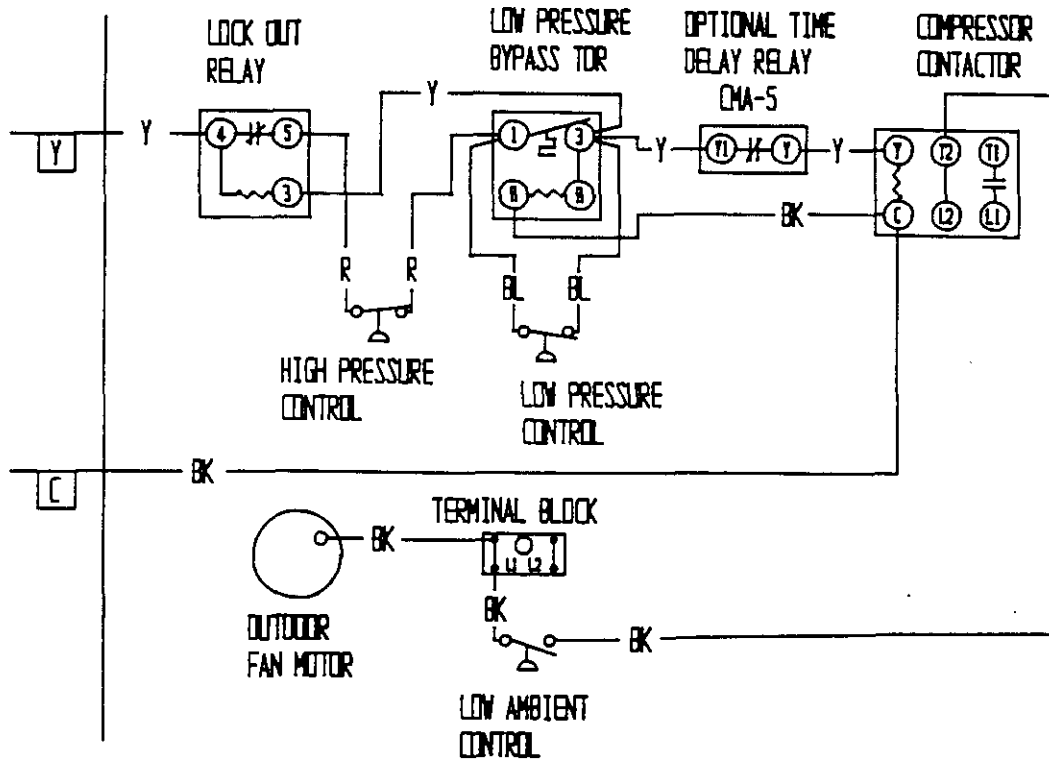 LOCK OUT
RELAY
LOW PRESSURE
BYPASS TDR
OPTIONAL TIME
DELAY RELAY
CMA-5
COMPRESSOR
CONTACTOR
Y
Y
4
5
3
Y
1
3
Y
Y1
Y
Y
Y
T2
T1
C
L2
L1
BK
R
R
BL
BL
HIGH PRESSURE
CONTROL
LOW PRESSURE
CONTROL
C
BK
TERMINAL BLOCK
BK
L1
L2
OUTDOOR
FAN MOTOR
BK
BK
LOW AMBIENT
CONTROL